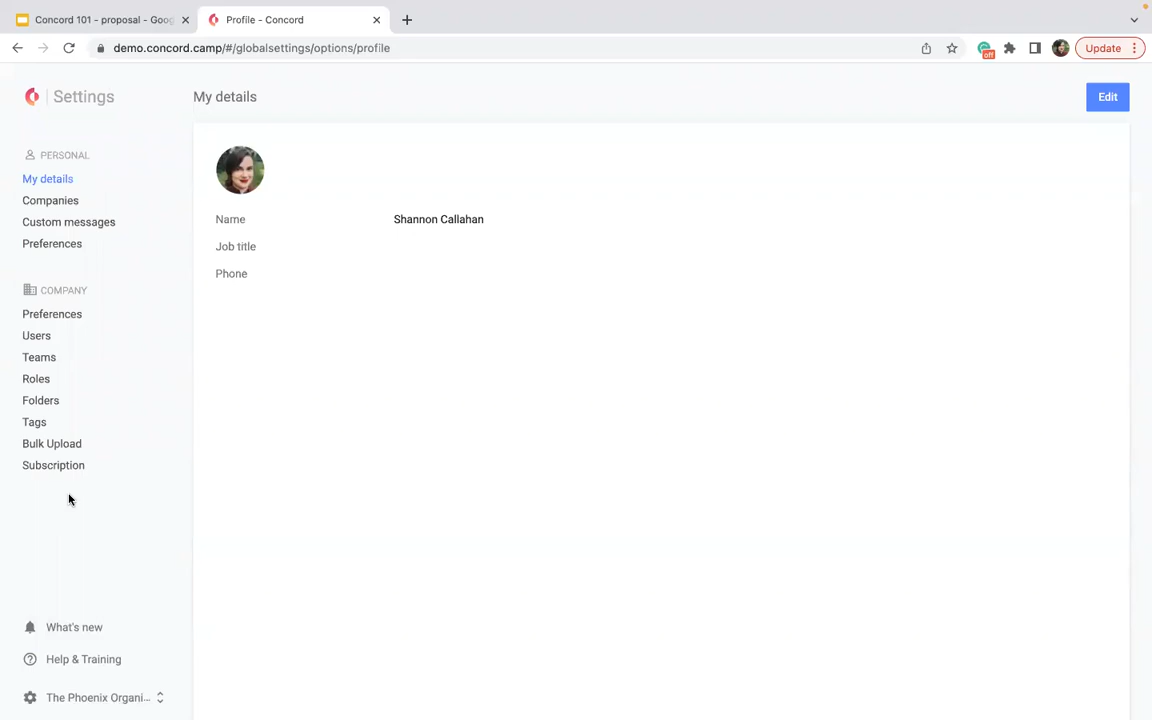 Concord 101 - proposal - Goog
Profile - Concord
demo.concord.camp/#/globalsettings/options/profile
off
Update
Settings
My details
Edit
PERSONAL
My details
Companies
Custom messages
Preferences
Name Shannon Callahan
Job title
Phone
COMPANY
Preferences
Users
Teams
Roles
Folders
Tags
Bulk Upload
Subscription
What's new
Help & Training
The Phoenix Organi...